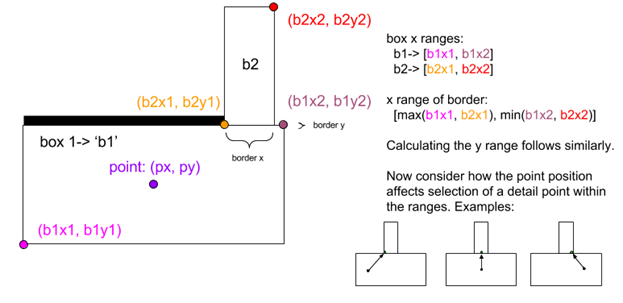 (b2x2, b2y2)
b2
(b2x1, b2y1)
(b1x2, b1y2)
> border y
box 1-> 'b1'
border x
point: (px, py)
(b1x1, b1y1)
box x ranges:
b1-> [b1x1, b1x2]
b2-> [b2x1, b2x2]
x range of border:
[max(b1x1, b2x1), min(b1x2, b2x2)]
Calculating the y range follows similarly.
Now consider how the point position
affects selection of a detail point within
the ranges. Examples: